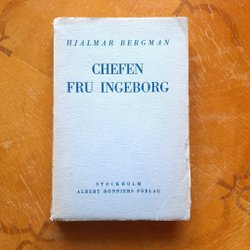 HJALMAR BERGMAN
CHEFEN
FRU INGEBORG
STOCKHOLM
ALBERT BONNIERS FÖRLAG